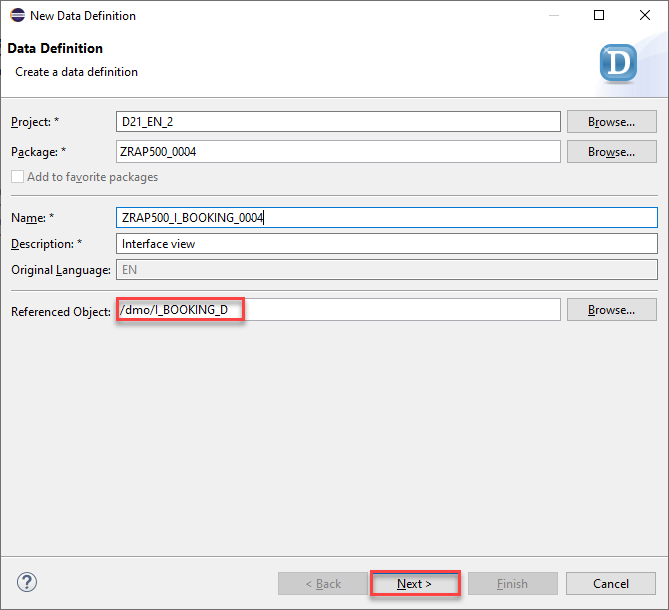 New Data Definition
Data Definition
Create a data definition
D
Project: * D21_EN_2 Browse...
Package: * ZRAP500_0004 Browse...
Add to favorite packages
Name: * ZRAP500_I_BOOKING_0004
Description: * Interface view
Original Language: EN
Referenced Object: /dmo/I_BOOKING_D Browse...
? < Back Next > Finish Cancel